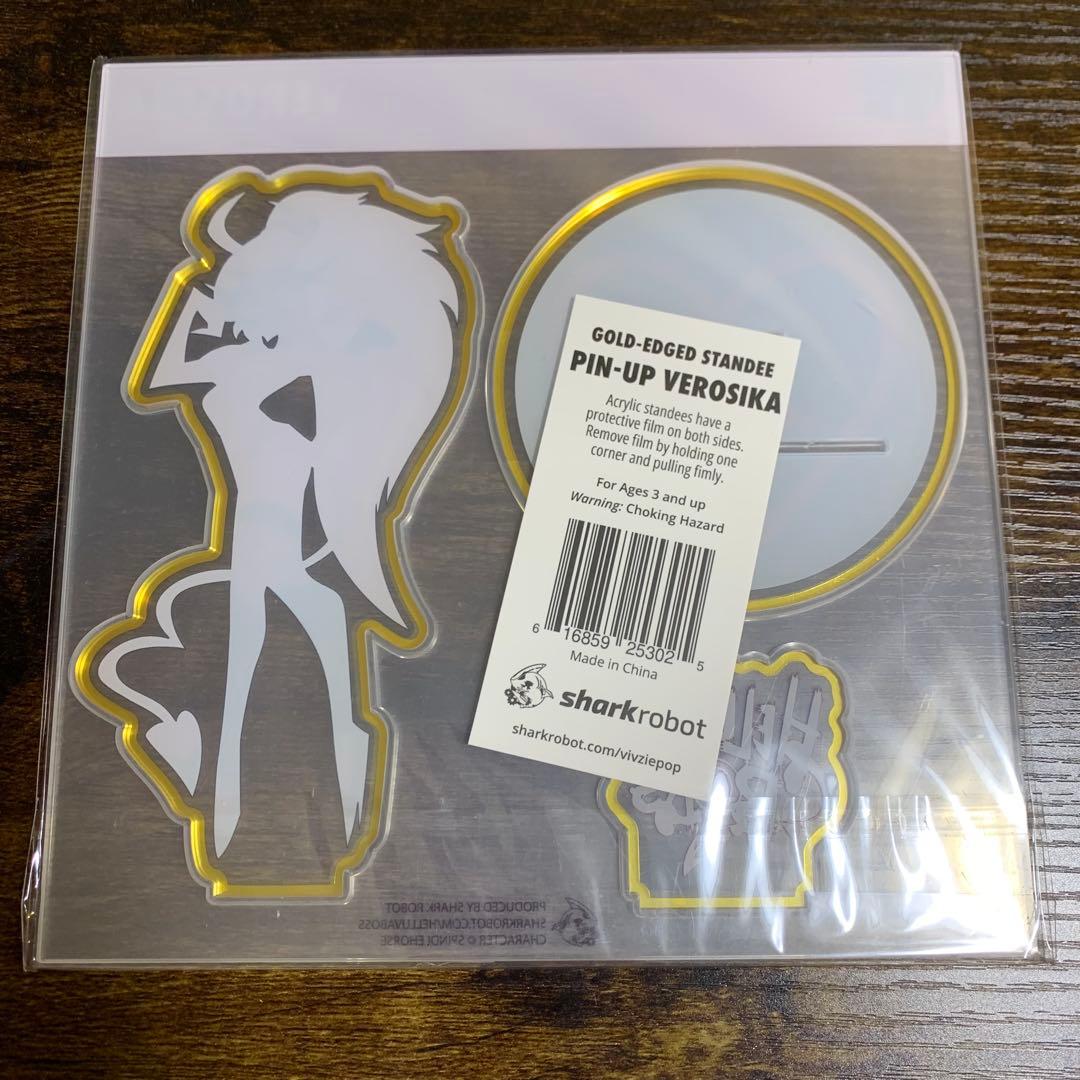 GOLD-EDGED STANDEE
PIN-UP VEROSIKA
Acrylic standees have a
protective film on both sides.
Remove film by holding one
corner and pulling fimly.
For Ages 3 and up
Warning: Choking Hazard
6 16859 25302 5
Made in China
sharkrobot
sharkrobot.com/vivziepop
PRODUCED BY SHARK ROBOT
SHARKROBOT.COM/HELLUVABOSS
CHARACTER © SPINDLEHORSE